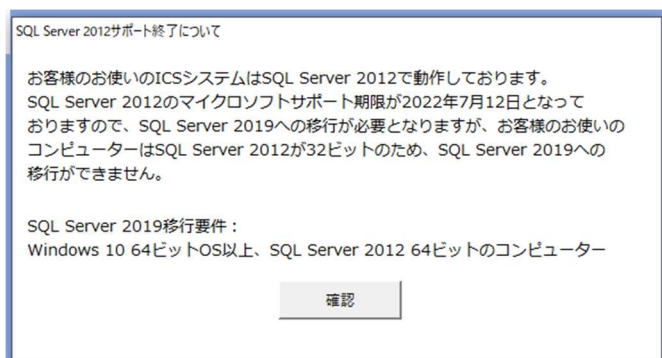 SQL Server 2012サポート終了について
お客様のお使いのICSシステムはSQL Server 2012で動作しております。
SQL Server 2012のマイクロソフトサポート期限が2022年7月12日となって
おりますので、SQL Server 2019への移行が必要となりますが、お客様のお使いの
コンピューターはSQL Server 2012が32ビットのため、SQL Server 2019への
移行ができません。
SQL Server 2019移行要件：
Windows 10 64ビットOS以上、SQL Server 2012 64ビットのコンピューター
確認